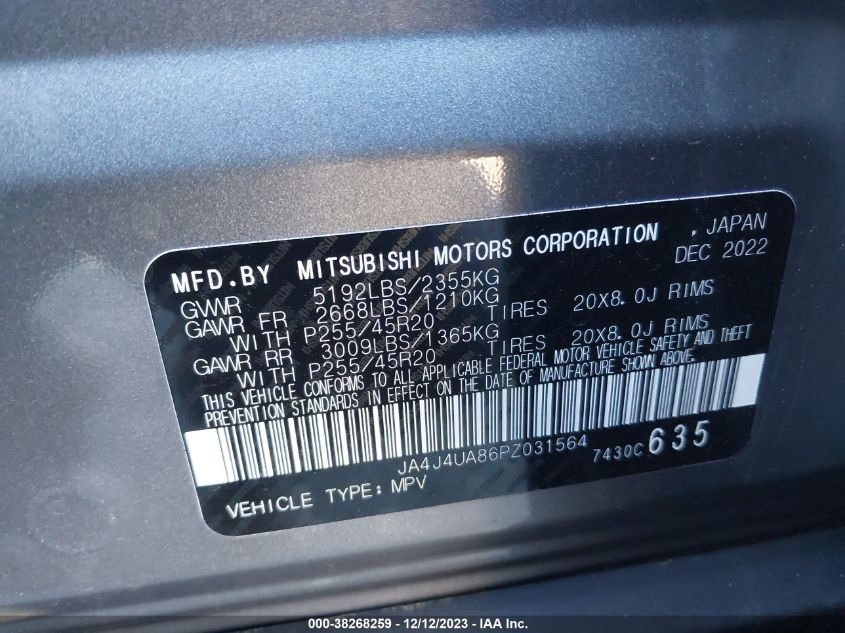 MFD.BY MITSUBISHI MOTORS CORPORATION , JAPAN
DEC 2022
GVWR 5192LBS/2355KG
GAWR FR 2668LBS/1210KG
WITH P255/45R20 TIRES 20X8.0J RIMS
GAWR RR 3009LBS/1365KG
WITH P255/45R20 TIRES 20X8.0J RIMS
THIS VEHICLE CONFORMS TO ALL APPLICABLE FEDERAL MOTOR VEHICLE SAFETY AND THEFT
PREVENTION STANDARDS IN EFFECT ON THE DATE OF MANUFACTURE SHOWN ABOVE.
JA4J4UA86PZ031564 7430C 635
VEHICLE TYPE: MPV
000-38268259 - 12/12/2023 - © IAA, Inc.